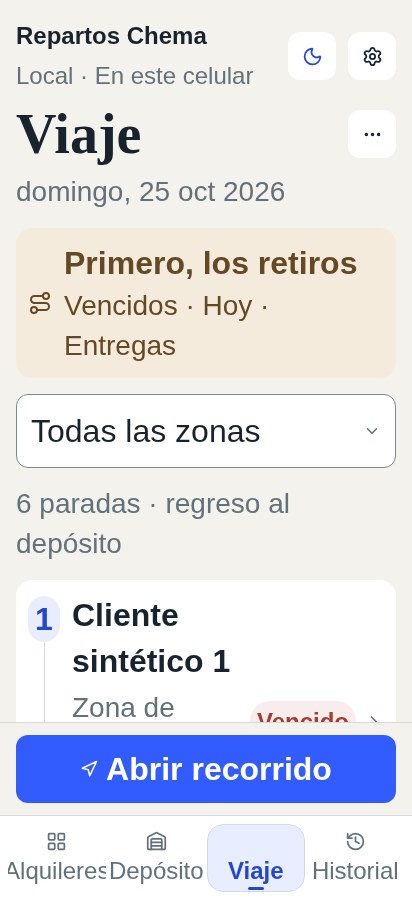 Repartos Chema
Local · En este celular
Viaje
domingo, 25 oct 2026
Primero, los retiros
Vencidos · Hoy ·
Entregas
Todas las zonas
6 paradas · regreso al
depósito
1
Cliente
sintético 1
Zona de
Vencido
Abrir recorrido
Alquileres
Depósito
Viaje
Historial